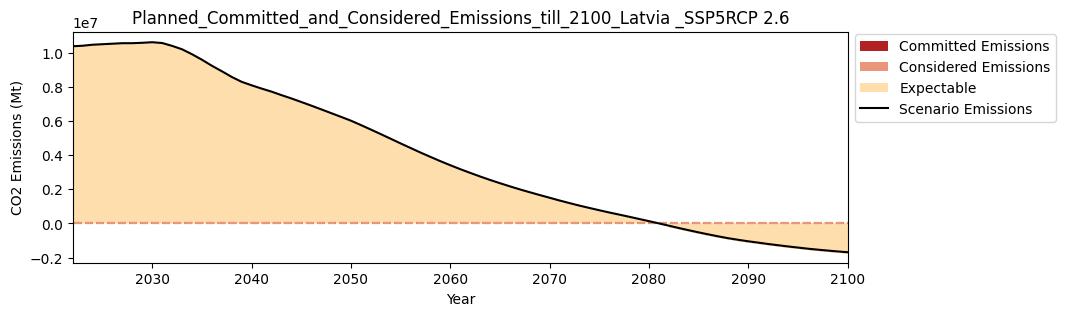 Planned_Committed_and_Considered_Emissions_till_2100_Latvia _SSP5RCP 2.6
1e7
1.0
0.8
0.6
0.4
0.2
0.0
−0.2
CO2 Emissions (Mt)
2030 2040 2050 2060 2070 2080 2090 2100
Year
Committed Emissions
Considered Emissions
Expectable
Scenario Emissions